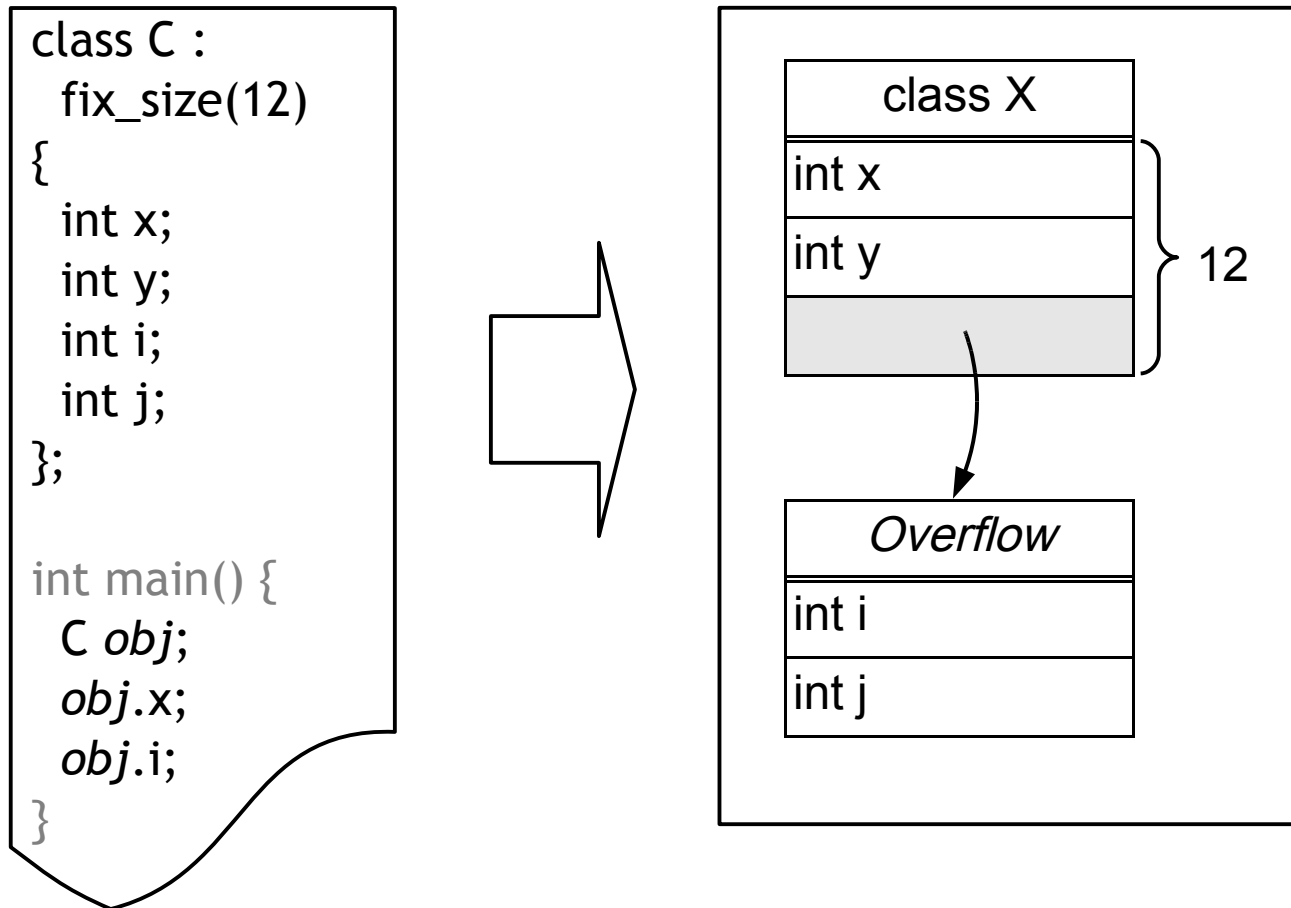 class C :
fix_size(12)
{
int x;
int y;
int i;
int j;
};
int main() {
C obj;
obj.x;
obj.i;
}
class X
int x
int y
12
Overflow
int i
int j